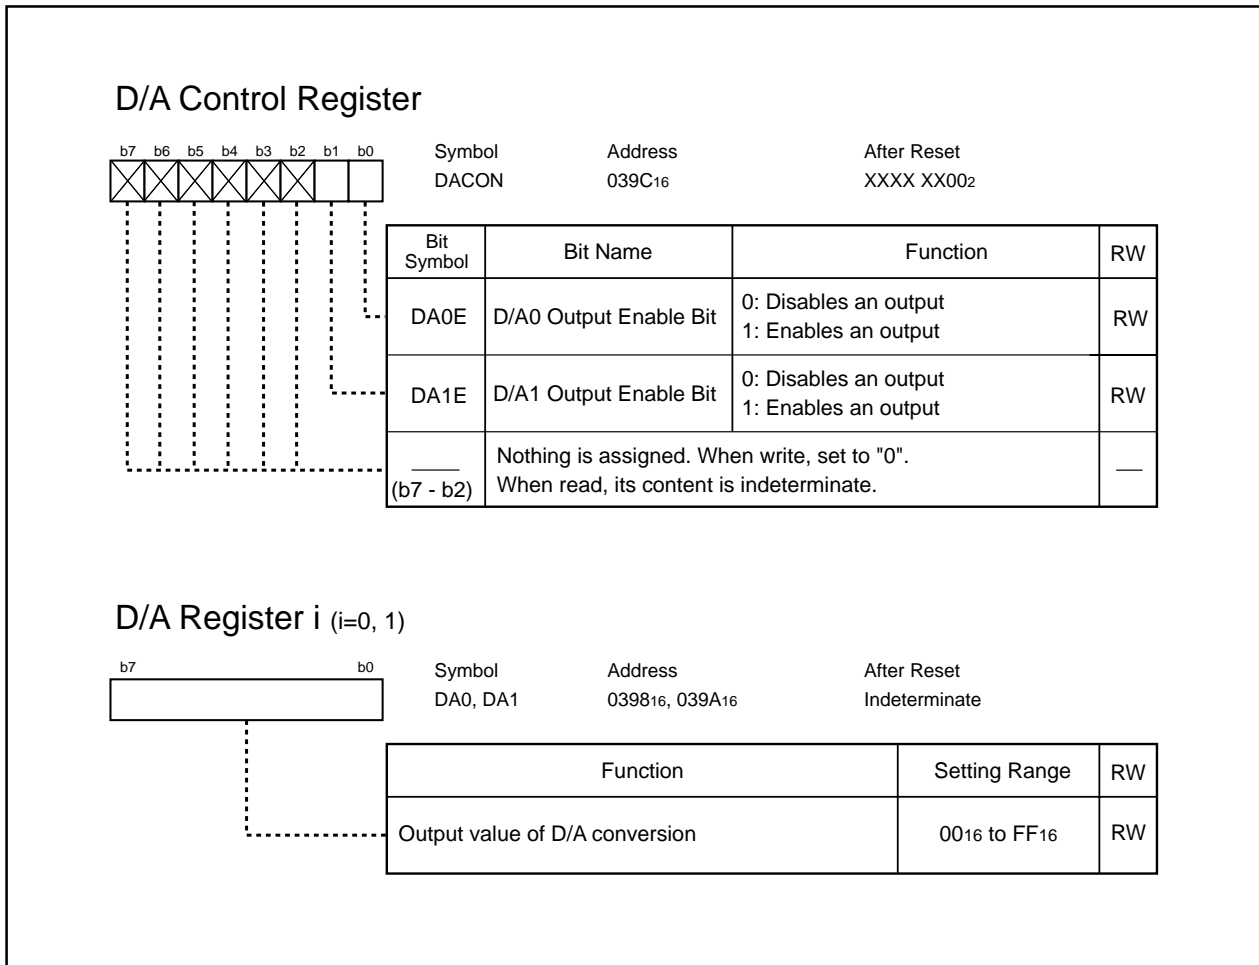 D/A Control Register
b7 b6 b5 b4 b3 b2 b1 b0
Symbol Address After Reset
DACON 039C16 XXXX XX002
Bit Symbol Bit Name Function RW
DA0E D/A0 Output Enable Bit 0: Disables an output
1: Enables an output RW
DA1E D/A1 Output Enable Bit 0: Disables an output
1: Enables an output RW
(b7 - b2) Nothing is assigned. When write, set to "0".
When read, its content is indeterminate.
D/A Register i (i=0, 1)
b7 b0
Symbol Address After Reset
DA0, DA1 039816, 039A16 Indeterminate
Function Setting Range RW
Output value of D/A conversion 0016 to FF16 RW